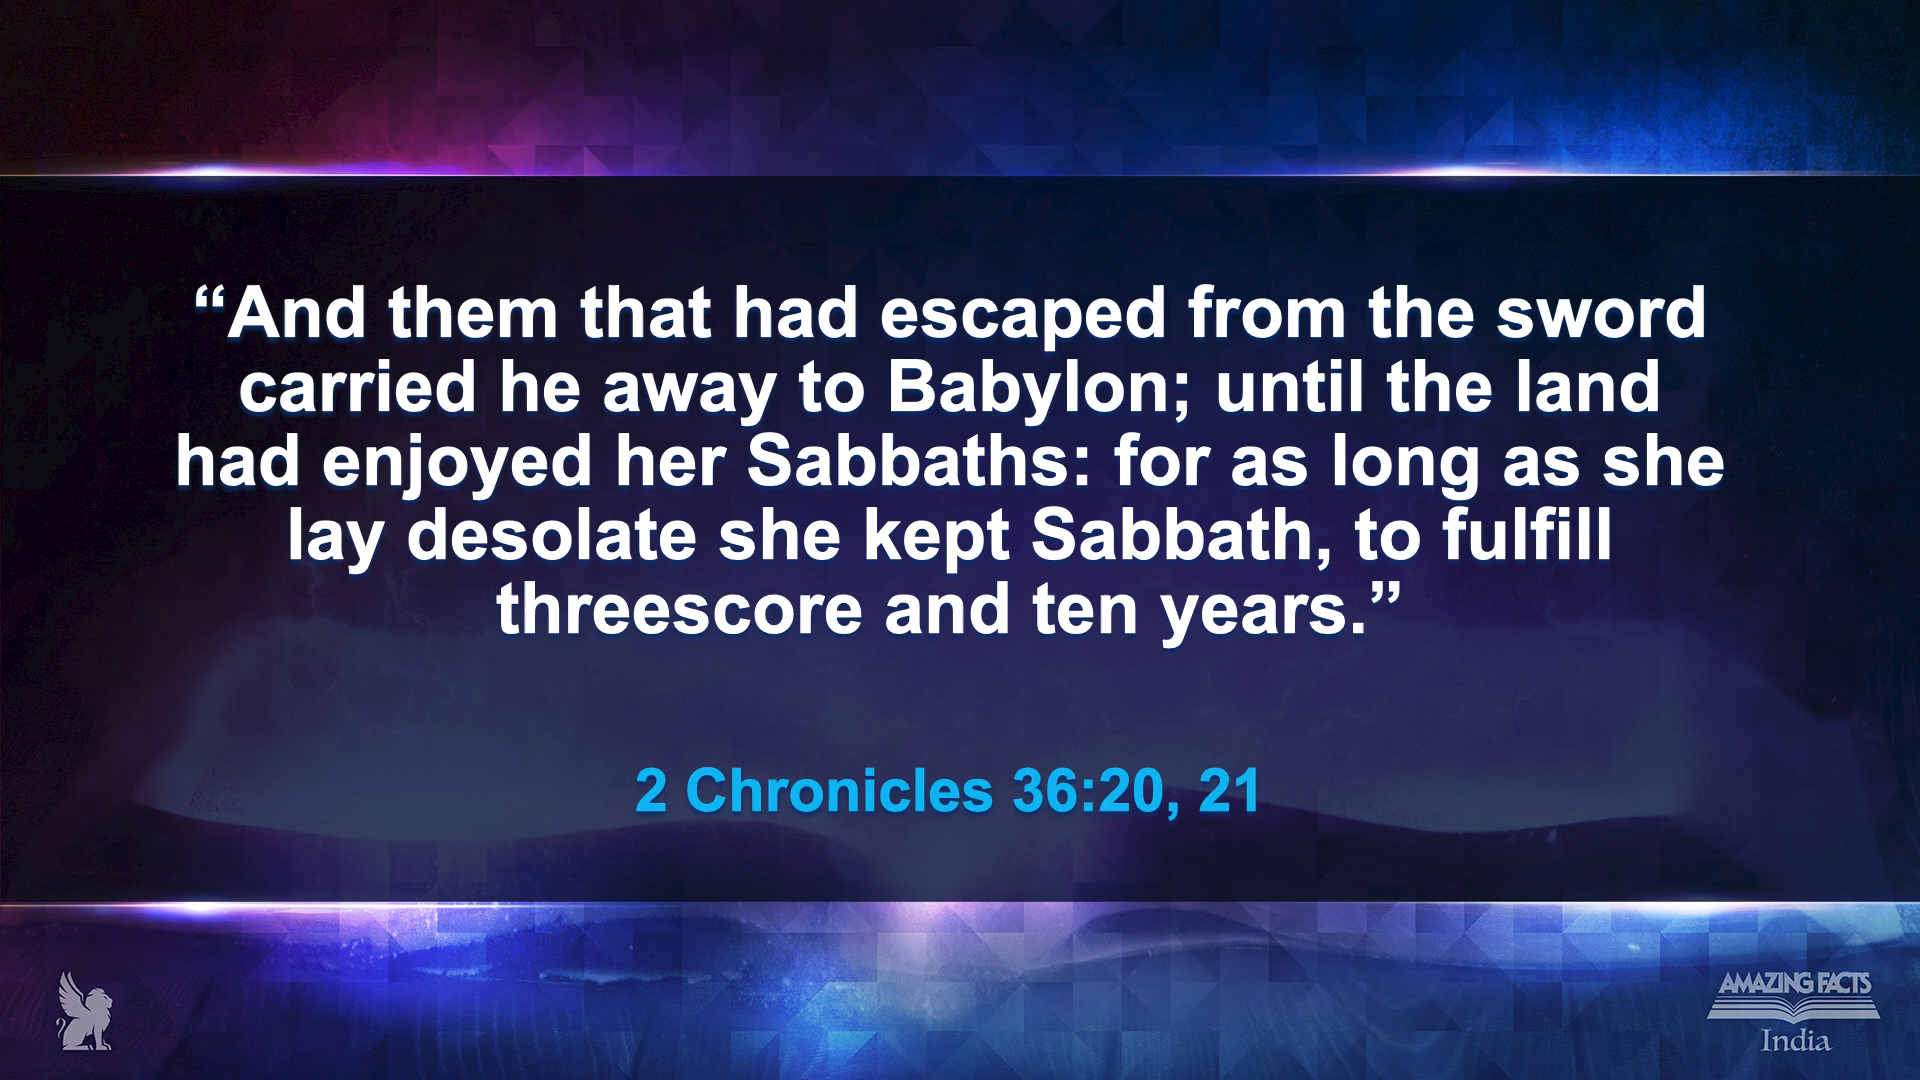 “And them that had escaped from the sword
carried he away to Babylon; until the land
had enjoyed her Sabbaths: for as long as she
lay desolate she kept Sabbath, to fulfill
threescore and ten years.”
2 Chronicles 36:20, 21
AMAZING FACTS
India